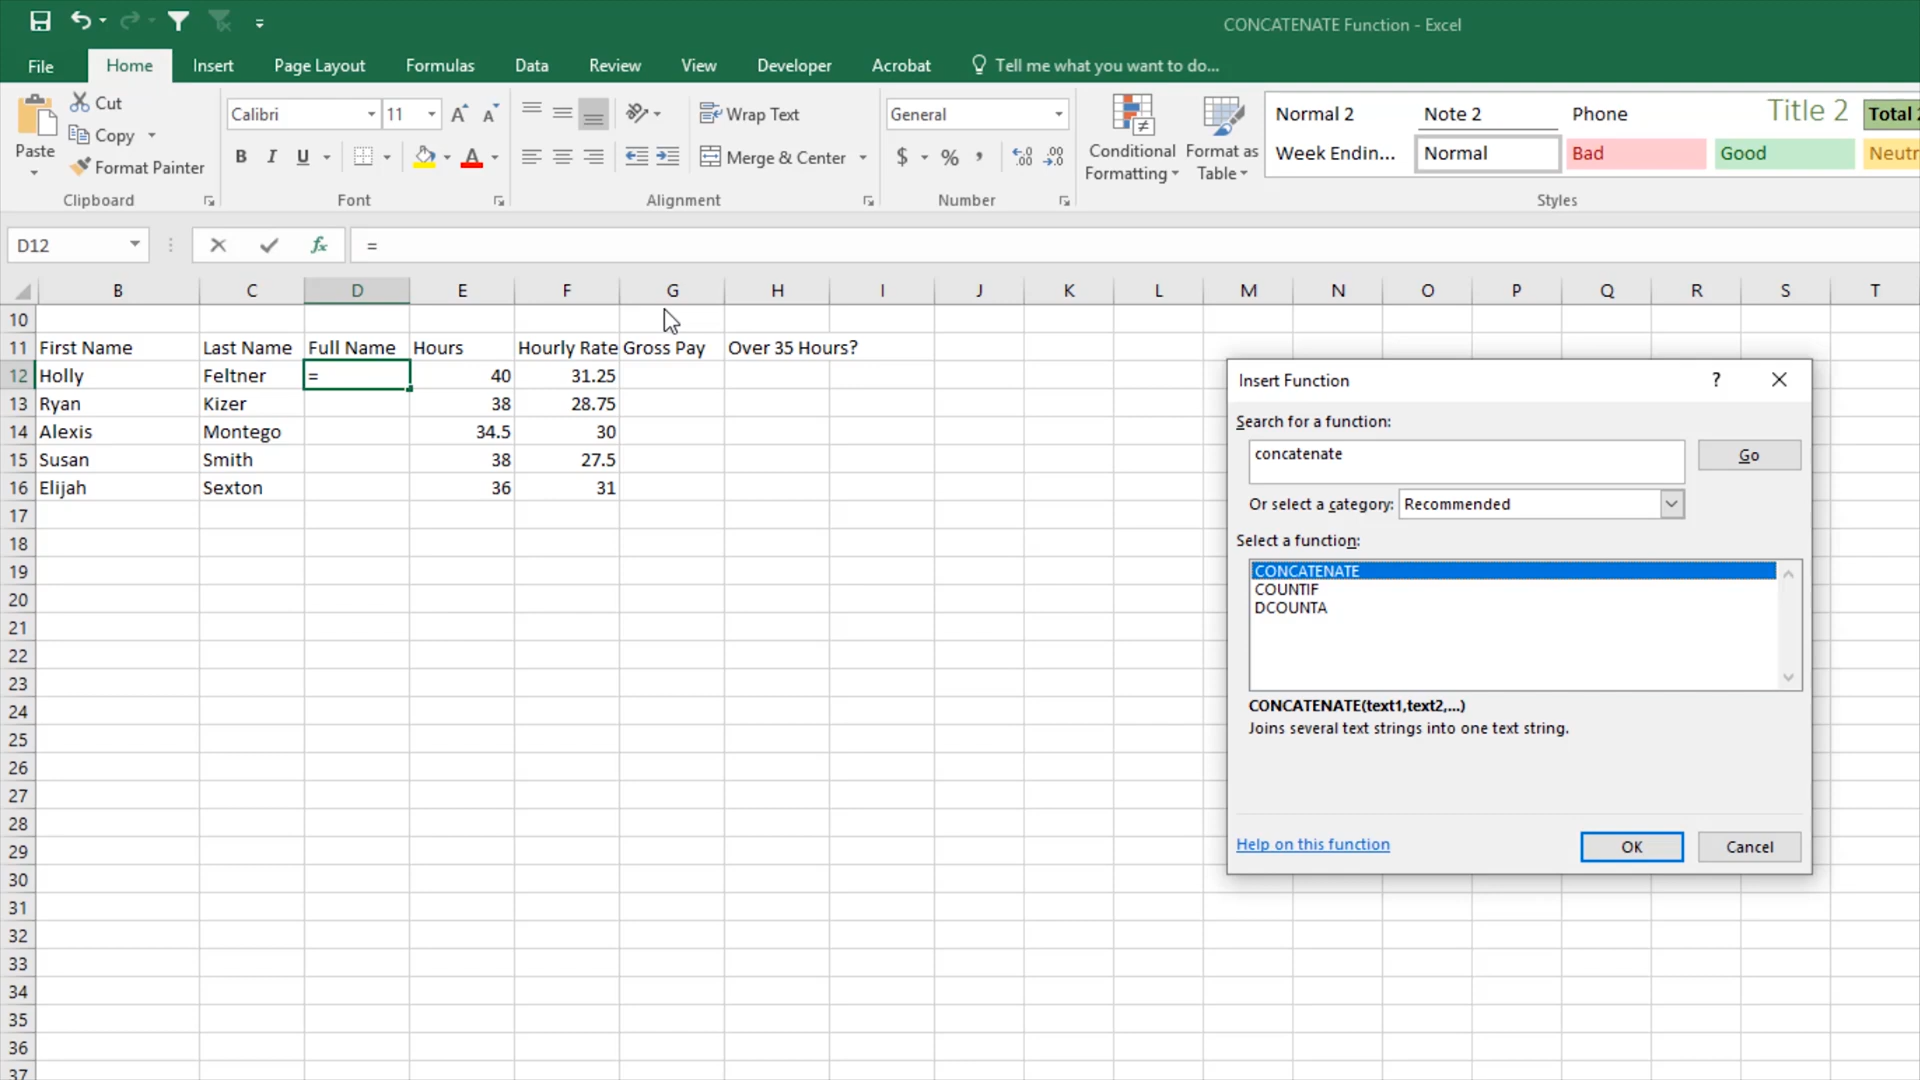 CONCATENATE Function - Excel
File Home Insert Page Layout Formulas Data Review View Developer Acrobat Tell me what you want to do...
Paste
Cut
Copy
Format Painter
Clipboard
Calibri 11
B I U
Font
Wrap Text
Merge & Center
Alignment
General
$ % ,
Number
Conditional Formatting
Format as Table
Normal 2 Note 2 Phone Title 2 Total 2
Week Endin... Normal Bad Good Neutr
Styles
D12 fx =
B C D E F G H I J K L M N O P Q R S T
10
11 First Name Last Name Full Name Hours Hourly Rate Gross Pay Over 35 Hours?
12 Holly Feltner = 40 31.25
13 Ryan Kizer 38 28.75
14 Alexis Montego 34.5 30
15 Susan Smith 38 27.5
16 Elijah Sexton 36 31
17
18
19
20
21
22
23
24
25
26
27
28
29
30
31
32
33
34
35
36
37
Insert Function ?
Search for a function:
concatenate
Go
Or select a category: Recommended
Select a function:
CONCATENATE
COUNTIF
DCOUNTA
CONCATENATE(text1,text2,...)
Joins several text strings into one text string.
Help on this function
OK Cancel